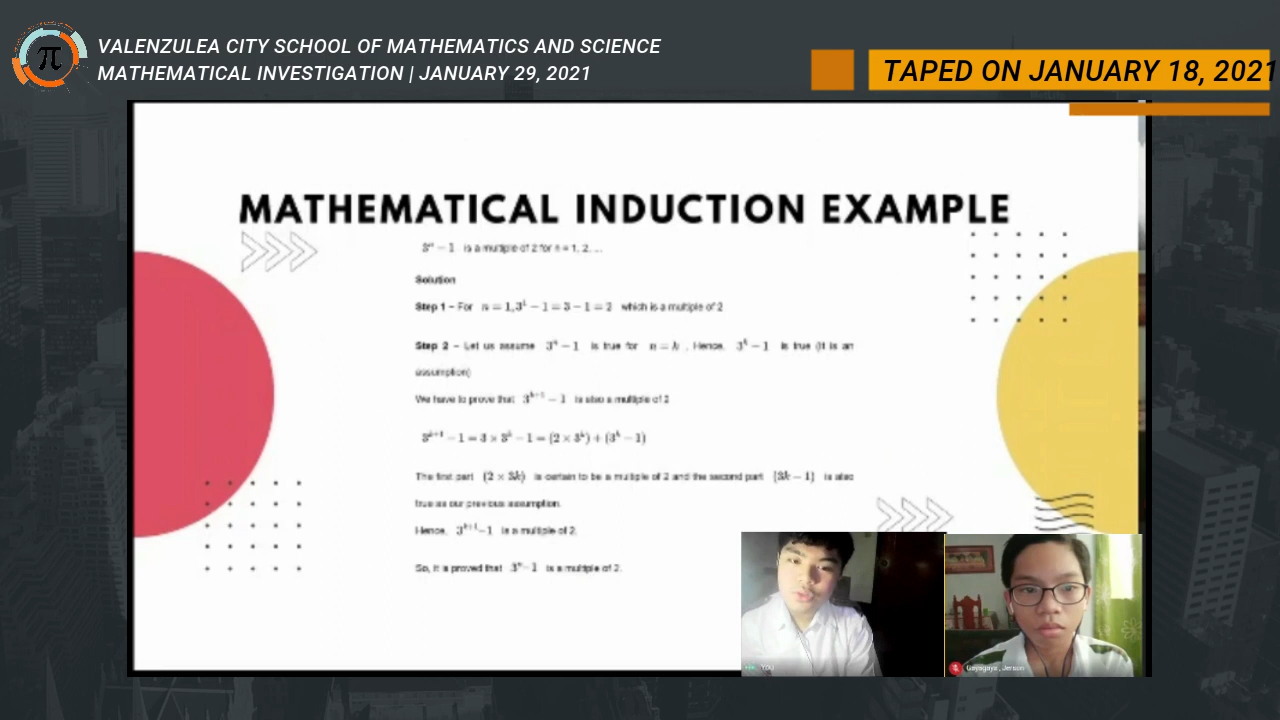 π
VALENZULEA CITY SCHOOL OF MATHEMATICS AND SCIENCE
MATHEMATICAL INVESTIGATION | JANUARY 29, 2021
TAPED ON JANUARY 18, 2021
MATHEMATICAL INDUCTION EXAMPLE
3ⁿ − 1 is a multiple of 2 for n = 1, 2, ...
Solution
Step 1 − For n = 1, 3¹ − 1 = 3 − 1 = 2 which is a multiple of 2
Step 2 − Let us assume 3ⁿ − 1 is true for n = k . Hence, 3ᵏ − 1 is true (It is an
assumption)
We have to prove that 3ᵏ⁺¹ − 1 is also a multiple of 2
3ᵏ⁺¹ − 1 = 3 × 3ᵏ − 1 = (2 × 3ᵏ) + (3ᵏ − 1)
The first part (2 × 3k) is certain to be a multiple of 2 and the second part (3k − 1) is also
true as our previous assumption.
Hence, 3ᵏ⁺¹−1 is a multiple of 2.
So, it is proved that 3ⁿ−1 is a multiple of 2.
You
Jerson